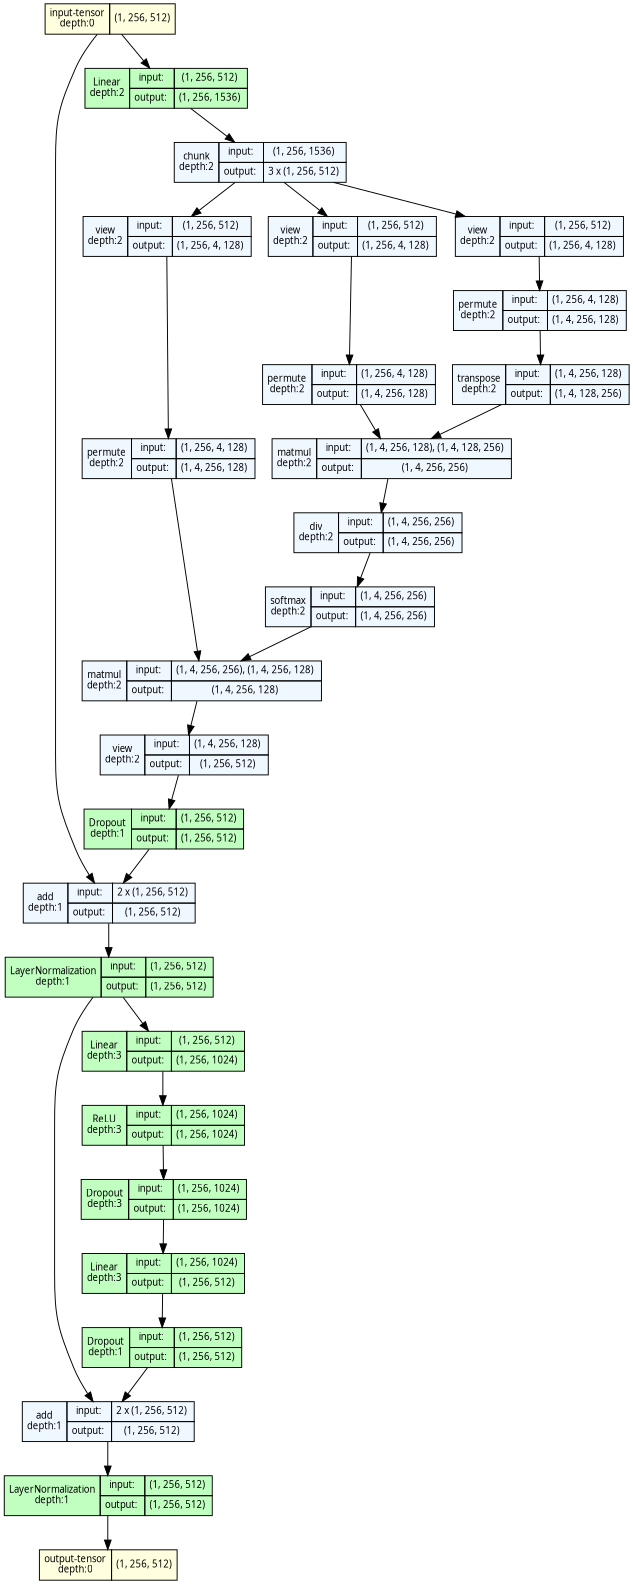 input-tensor
depth:0
(1, 256, 512)
Linear
depth:2
input:
(1, 256, 512)
output:
(1, 256, 1536)
chunk
depth:2
input:
(1, 256, 1536)
output:
3 x (1, 256, 512)
view
depth:2
input:
(1, 256, 512)
output:
(1, 256, 4, 128)
view
depth:2
input:
(1, 256, 512)
output:
(1, 256, 4, 128)
view
depth:2
input:
(1, 256, 512)
output:
(1, 256, 4, 128)
permute
depth:2
input:
(1, 256, 4, 128)
output:
(1, 4, 256, 128)
permute
depth:2
input:
(1, 256, 4, 128)
output:
(1, 4, 256, 128)
transpose
depth:2
input:
(1, 4, 256, 128)
output:
(1, 4, 128, 256)
permute
depth:2
input:
(1, 256, 4, 128)
output:
(1, 4, 256, 128)
matmul
depth:2
input:
(1, 4, 256, 128), (1, 4, 128, 256)
output:
(1, 4, 256, 256)
div
depth:2
input:
(1, 4, 256, 256)
output:
(1, 4, 256, 256)
softmax
depth:2
input:
(1, 4, 256, 256)
output:
(1, 4, 256, 256)
matmul
depth:2
input:
(1, 4, 256, 256), (1, 4, 256, 128)
output:
(1, 4, 256, 128)
view
depth:2
input:
(1, 4, 256, 128)
output:
(1, 256, 512)
Dropout
depth:1
input:
(1, 256, 512)
output:
(1, 256, 512)
add
depth:1
input:
2 x (1, 256, 512)
output:
(1, 256, 512)
LayerNormalization
depth:1
input:
(1, 256, 512)
output:
(1, 256, 512)
Linear
depth:3
input:
(1, 256, 512)
output:
(1, 256, 1024)
ReLU
depth:3
input:
(1, 256, 1024)
output:
(1, 256, 1024)
Dropout
depth:3
input:
(1, 256, 1024)
output:
(1, 256, 1024)
Linear
depth:3
input:
(1, 256, 1024)
output:
(1, 256, 512)
Dropout
depth:1
input:
(1, 256, 512)
output:
(1, 256, 512)
add
depth:1
input:
2 x (1, 256, 512)
output:
(1, 256, 512)
LayerNormalization
depth:1
input:
(1, 256, 512)
output:
(1, 256, 512)
output-tensor
depth:0
(1, 256, 512)